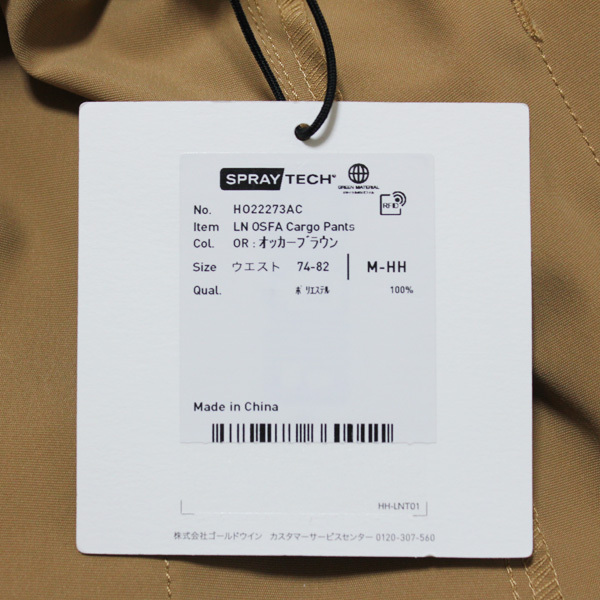 SPRAY TECH™
GREEN MATERIAL
No. HO22273AC
RFID
Item LN OSFA Cargo Pants
Col. OR : オッカーブラウン
Size ウエスト 74-82 M-HH
Qual. ポリエステル 100%
Made in China
HH-LNT01
株式会社ゴールドウイン カスタマーサービスセンター 0120-307-560